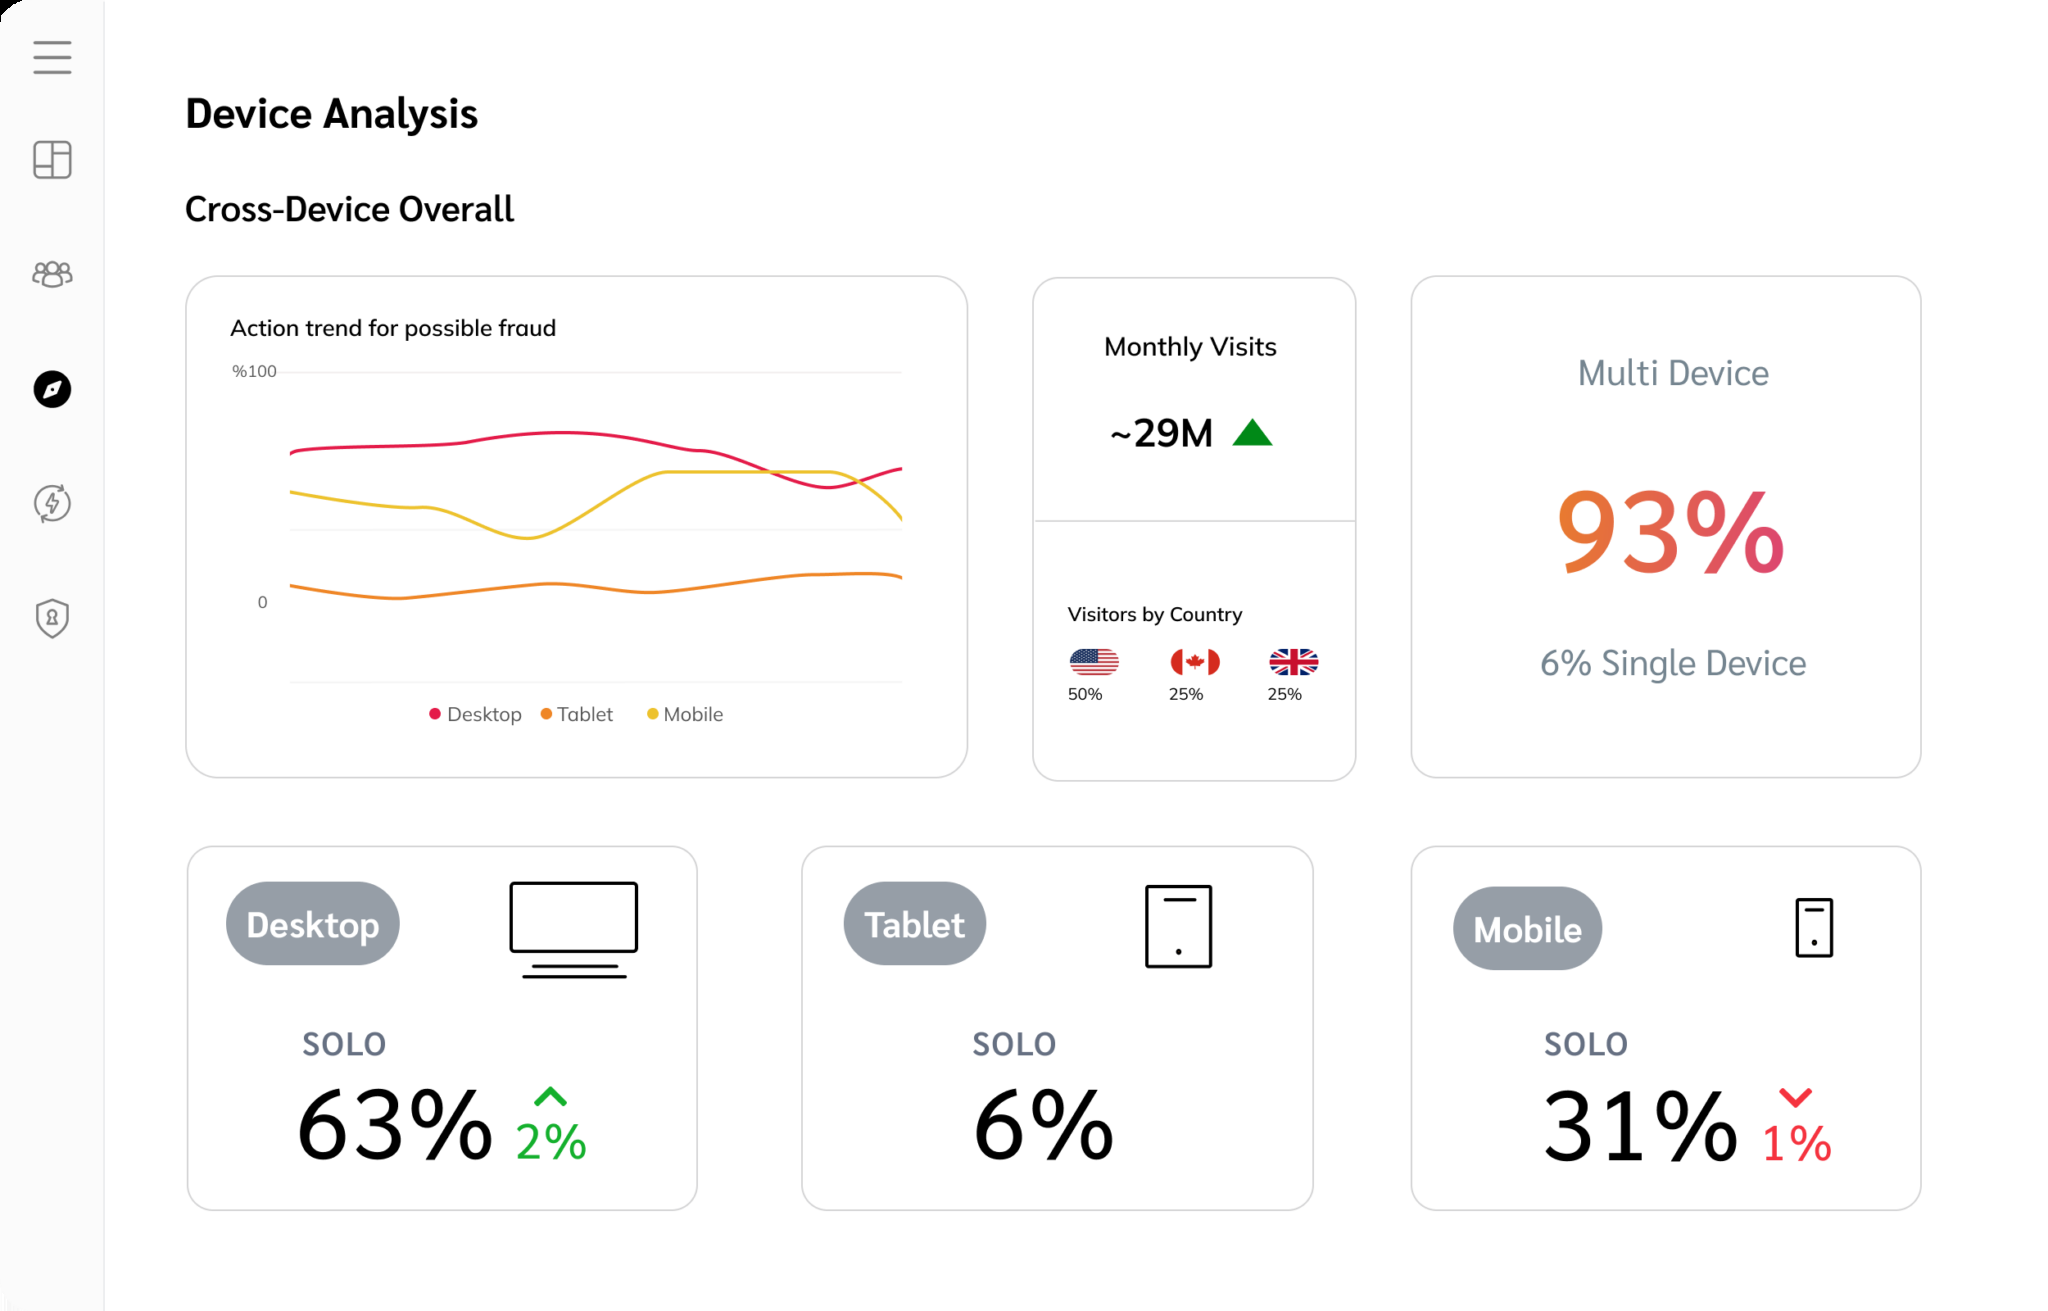 Device Analysis
Cross-Device Overall
Action trend for possible fraud
%100
0
Desktop
Tablet
Mobile
Monthly Visits
~29M
Visitors by Country
50%
25%
25%
Multi Device
93%
6% Single Device
Desktop
SOLO
63%
2%
Tablet
SOLO
6%
Mobile
SOLO
31%
1%